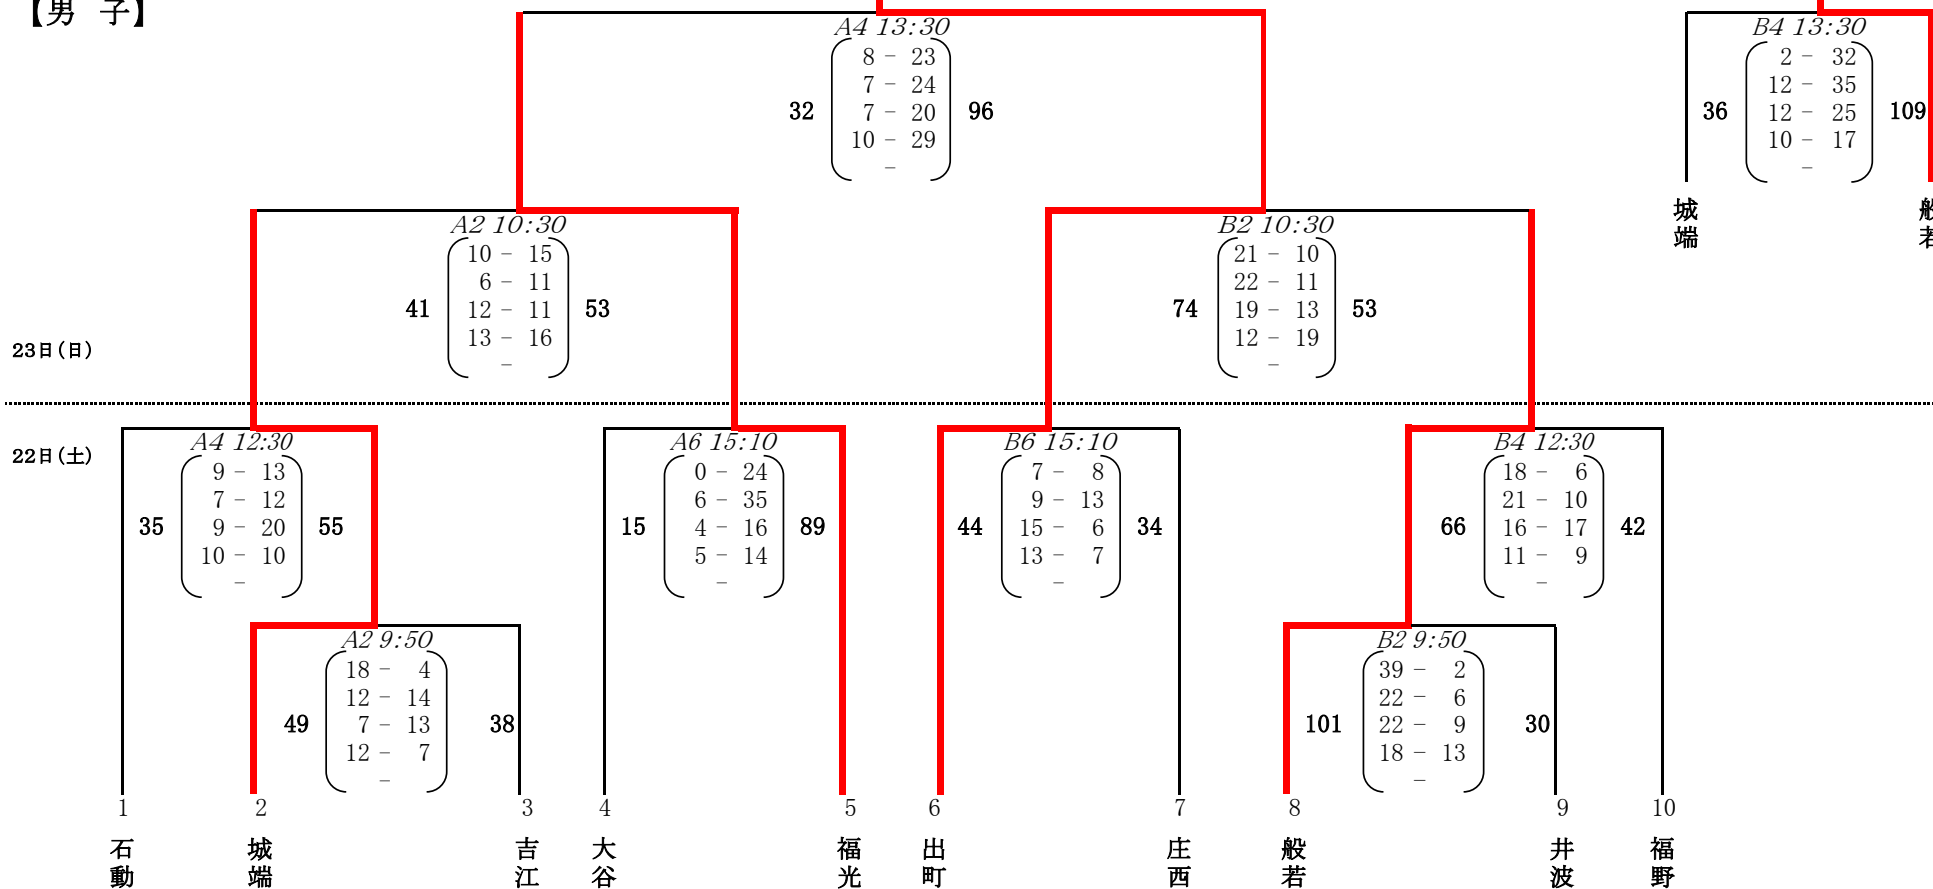 【男 子】
A4 13:30
8 - 23
7 - 24
32 7 - 20 96
10 - 29
-
B4 13:30
2 - 32
12 - 35
36 12 - 25 109
10 - 17
-
城端
般若
A2 10:30
10 - 15
6 - 11
41 12 - 11 53
13 - 16
-
B2 10:30
21 - 10
22 - 11
74 19 - 13 53
12 - 19
-
23日(日)
22日(土)
A4 12:30
9 - 13
7 - 12
35 9 - 20 55
10 - 10
-
A6 15:10
0 - 24
6 - 35
15 4 - 16 89
5 - 14
-
B6 15:10
7 - 8
9 - 13
44 15 - 6 34
13 - 7
-
B4 12:30
18 - 6
21 - 10
66 16 - 17 42
11 - 9
-
A2 9:50
18 - 4
12 - 14
49 7 - 13 38
12 - 7
-
B2 9:50
39 - 2
22 - 6
101 22 - 9 30
18 - 13
-
1 2 3 4 5 6 7 8 9 10
石動
城端
吉江
大谷
福光
出町
庄西
般若
井波
福野